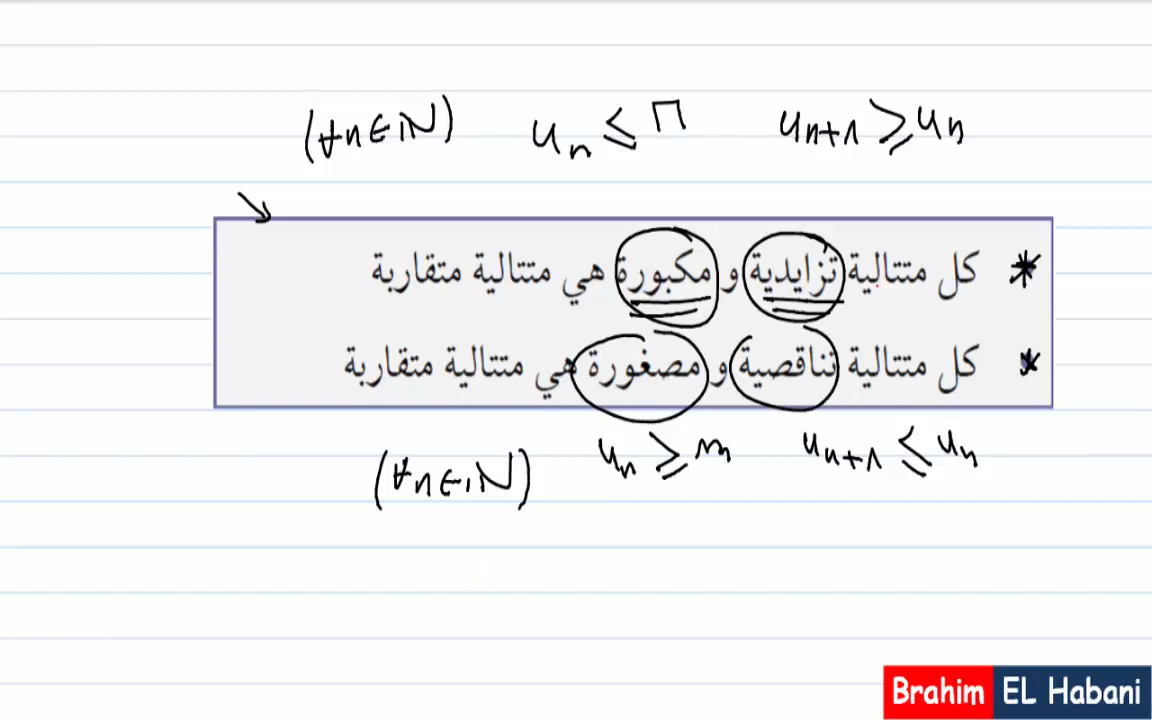 (∀n∈ℕ) uₙ ≤ M uₙ₊₁ ≥ uₙ
* كل متتالية تزايدية و مكبورة هي متتالية متقاربة
* كل متتالية تناقصية و مصغورة هي متتالية متقاربة
(∀n∈ℕ) uₙ ≥ m uₙ₊₁ ≤ uₙ
Brahim EL Habani